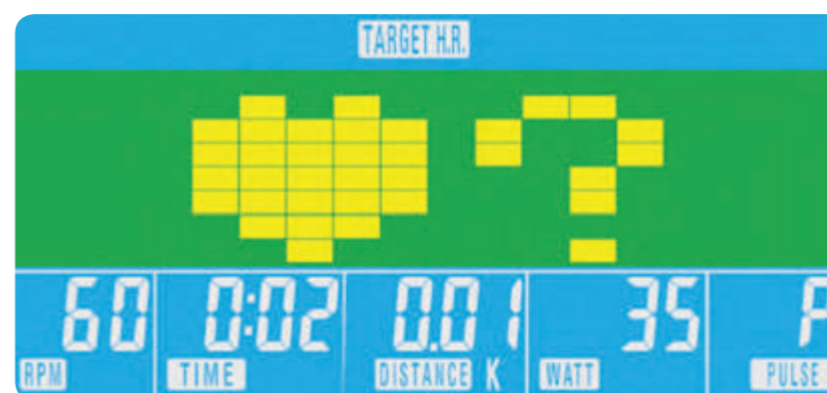 TARGET H.R.
?
60 0:02 0.01 35 P
RPM TIME DISTANCE K WATT PULSE